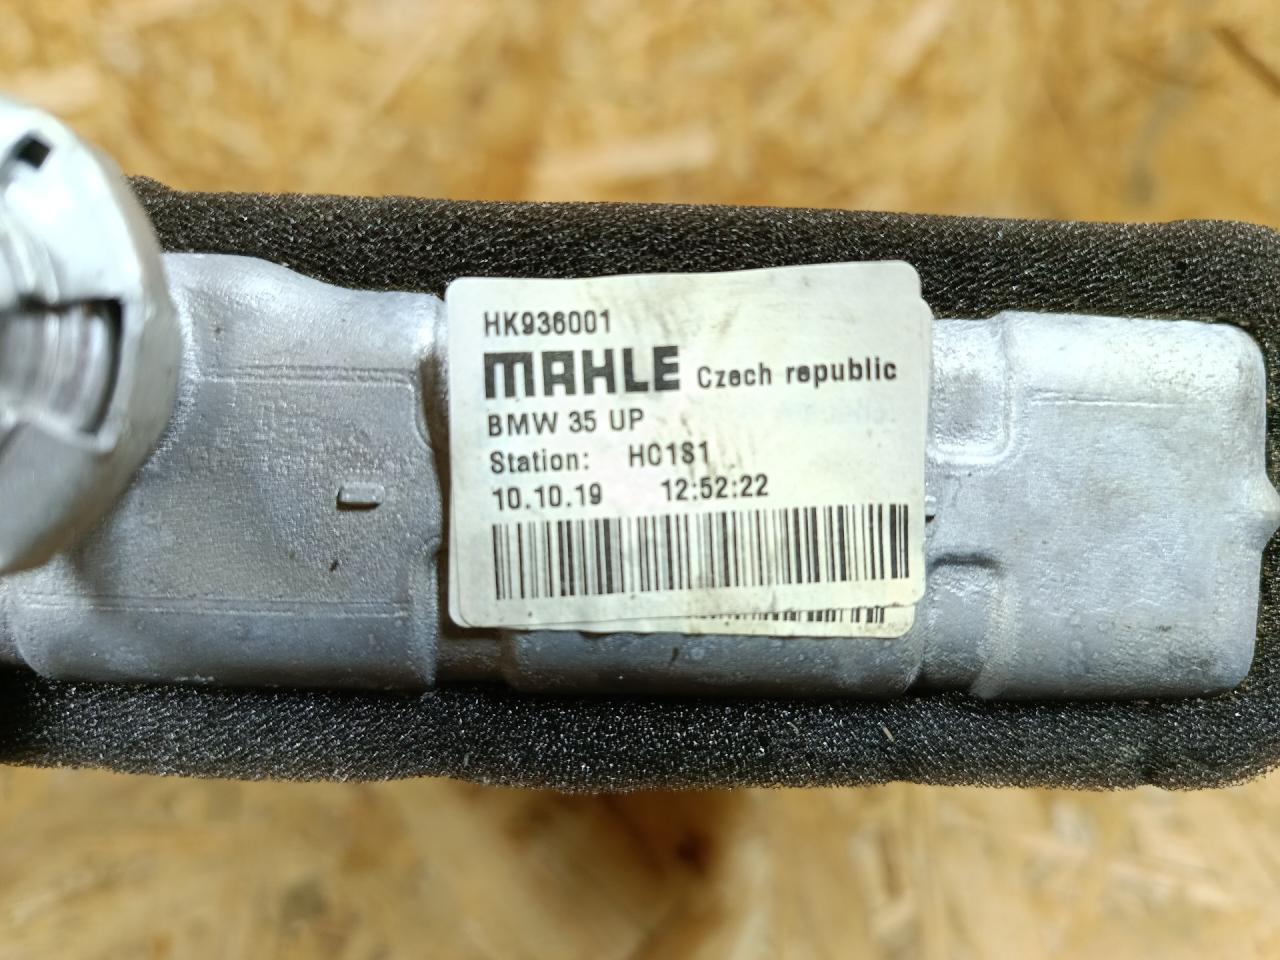 HK936001
MAHLE Czech republic
BMW 35 UP
Station: HC1S1
10.10.19 12:52:22